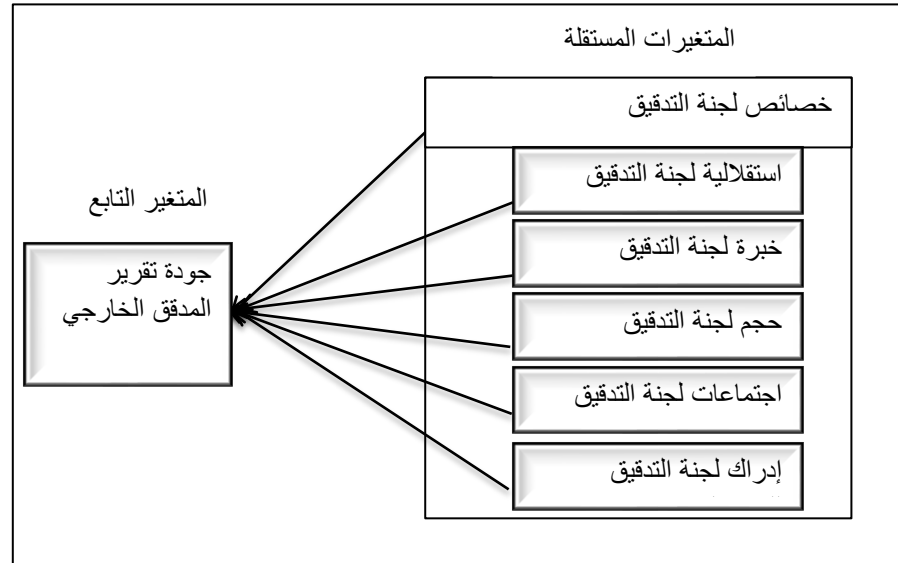 المتغيرات المستقلة
خصائص لجنة التدقيق
استقلالية لجنة التدقيق
خبرة لجنة التدقيق
حجم لجنة التدقيق
اجتماعات لجنة التدقيق
إدراك لجنة التدقيق
المتغير التابع
جودة تقرير
المدقق الخارجي